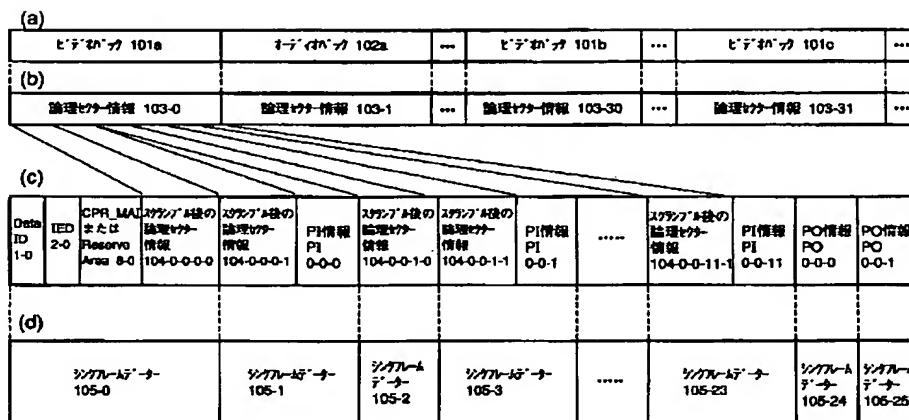 (a)
ビデオパック 101a
オーディオパック 102a
...
ビデオパック 101b
...
ビデオパック 101c
...
(b)
論理セクター情報 103-0
論理セクター情報 103-1
...
論理セクター情報 103-30
...
論理セクター情報 103-31
...
(c)
Data
ID
1-0
IED
2-0
CPR_MAI
または
Reserve
Area 8-0
スクランブル後の
論理セクター
情報
104-0-0-0-0
スクランブル後の
論理セクター
情報
104-0-0-0-1
PI情報
PI
0-0-0
スクランブル後の
論理セクター
情報
104-0-0-1-0
スクランブル後の
論理セクター
情報
104-0-0-1-1
PI情報
PI
0-0-1
.....
スクランブル後の
論理セクター
情報
104-0-0-11-1
PI情報
PI
0-0-11
PO情報
PO
0-0-0
PO情報
PO
0-0-1
(d)
シンクフレームデーター
105-0
シンクフレームデーター
105-1
シンクフレーム
データー
105-2
シンクフレームデーター
105-3
.....
シンクフレームデーター
105-23
シンクフレーム
データー
105-24
シンクフレーム
データー
105-25